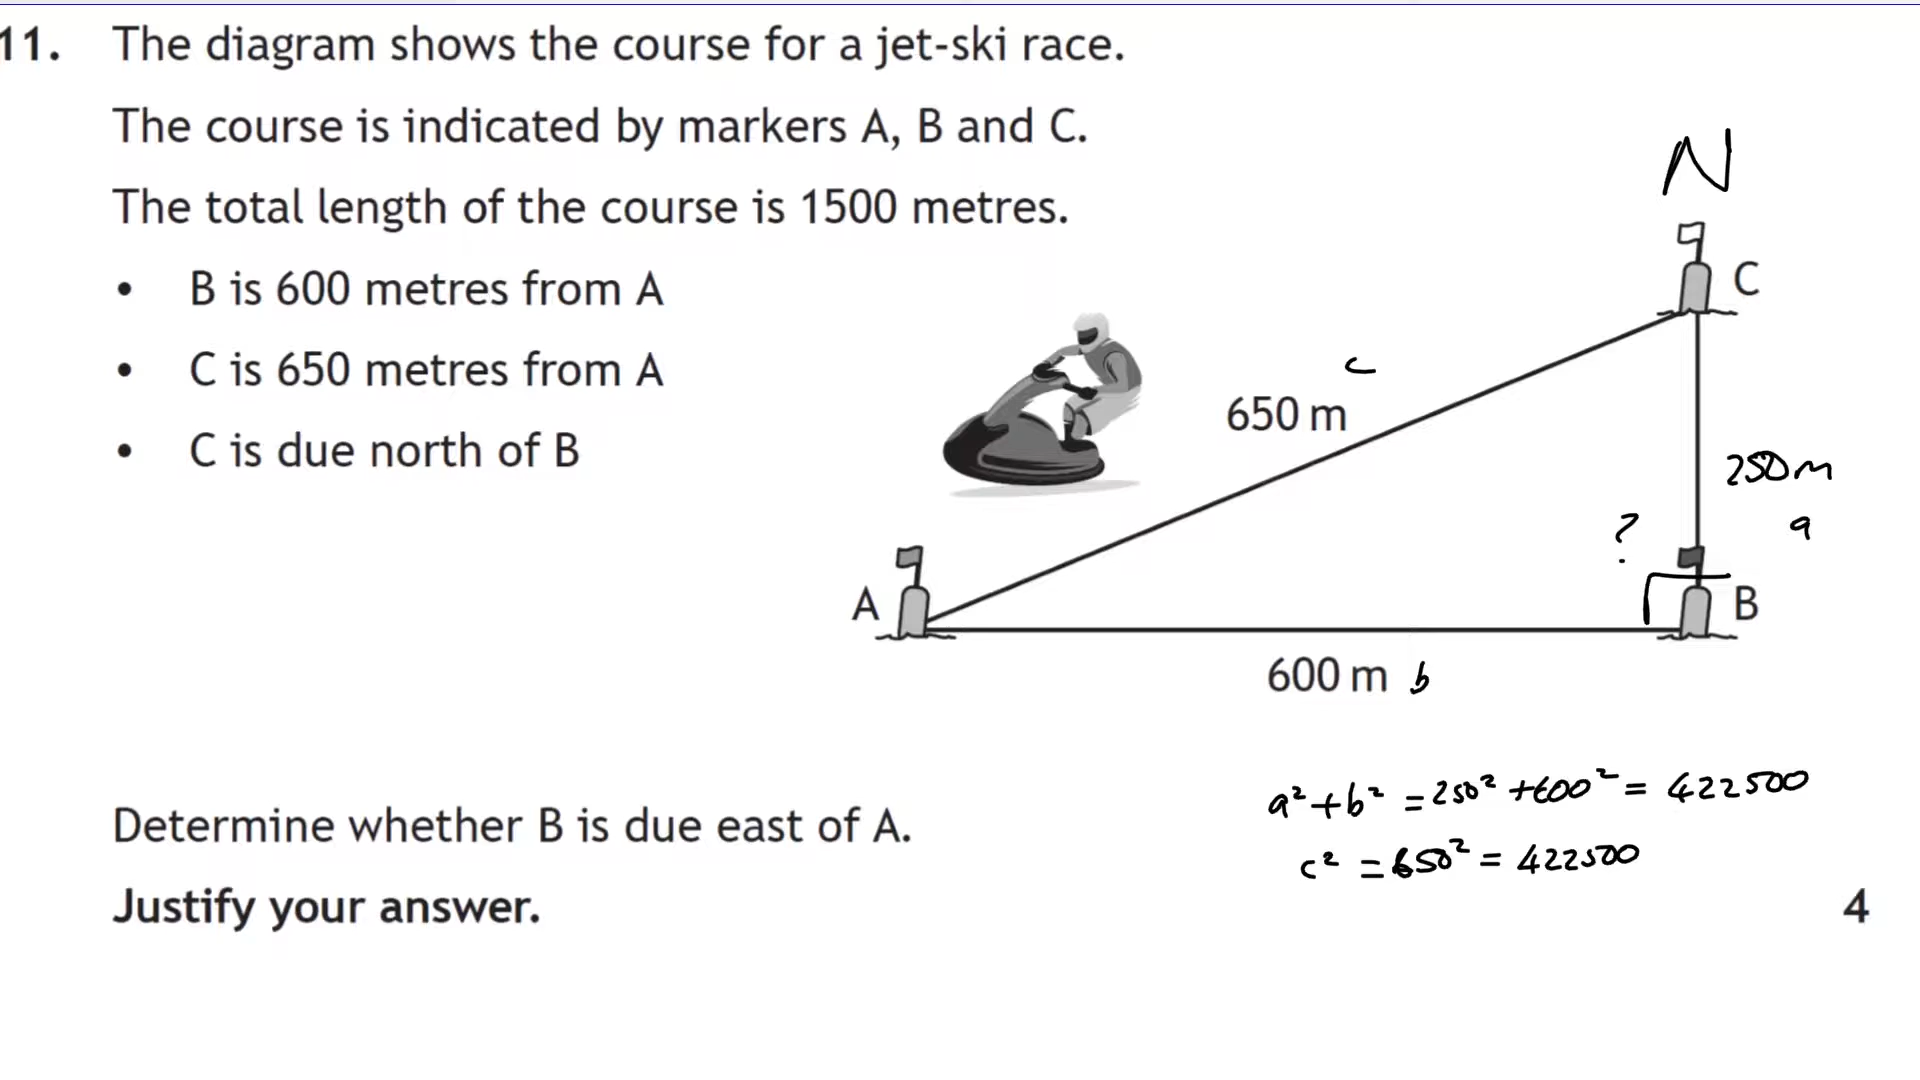 11. The diagram shows the course for a jet-ski race.
The course is indicated by markers A, B and C.
The total length of the course is 1500 metres.
• B is 600 metres from A
• C is 650 metres from A
• C is due north of B
N
C
c
650 m
250m
a
?
A
B
600 m b
a² + b² = 250² + 600² = 422500
c² = 650² = 422500
Determine whether B is due east of A.
Justify your answer.
4